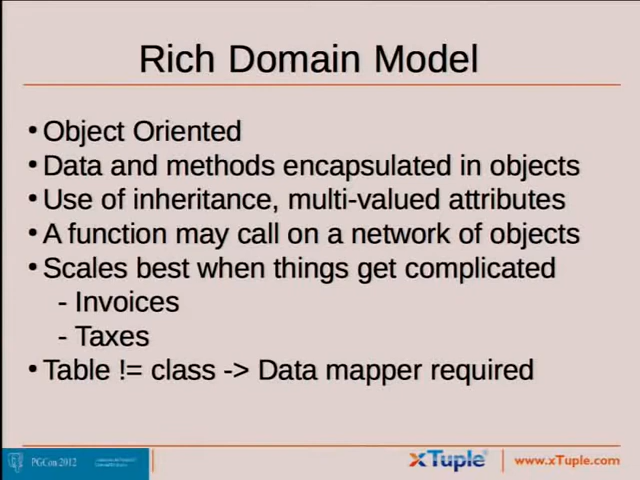 Rich Domain Model
• Object Oriented
• Data and methods encapsulated in objects
• Use of inheritance, multi-valued attributes
• A function may call on a network of objects
• Scales best when things get complicated
- Invoices
- Taxes
• Table != class -> Data mapper required
PGCon 2012
xTuple
www.xTuple.com